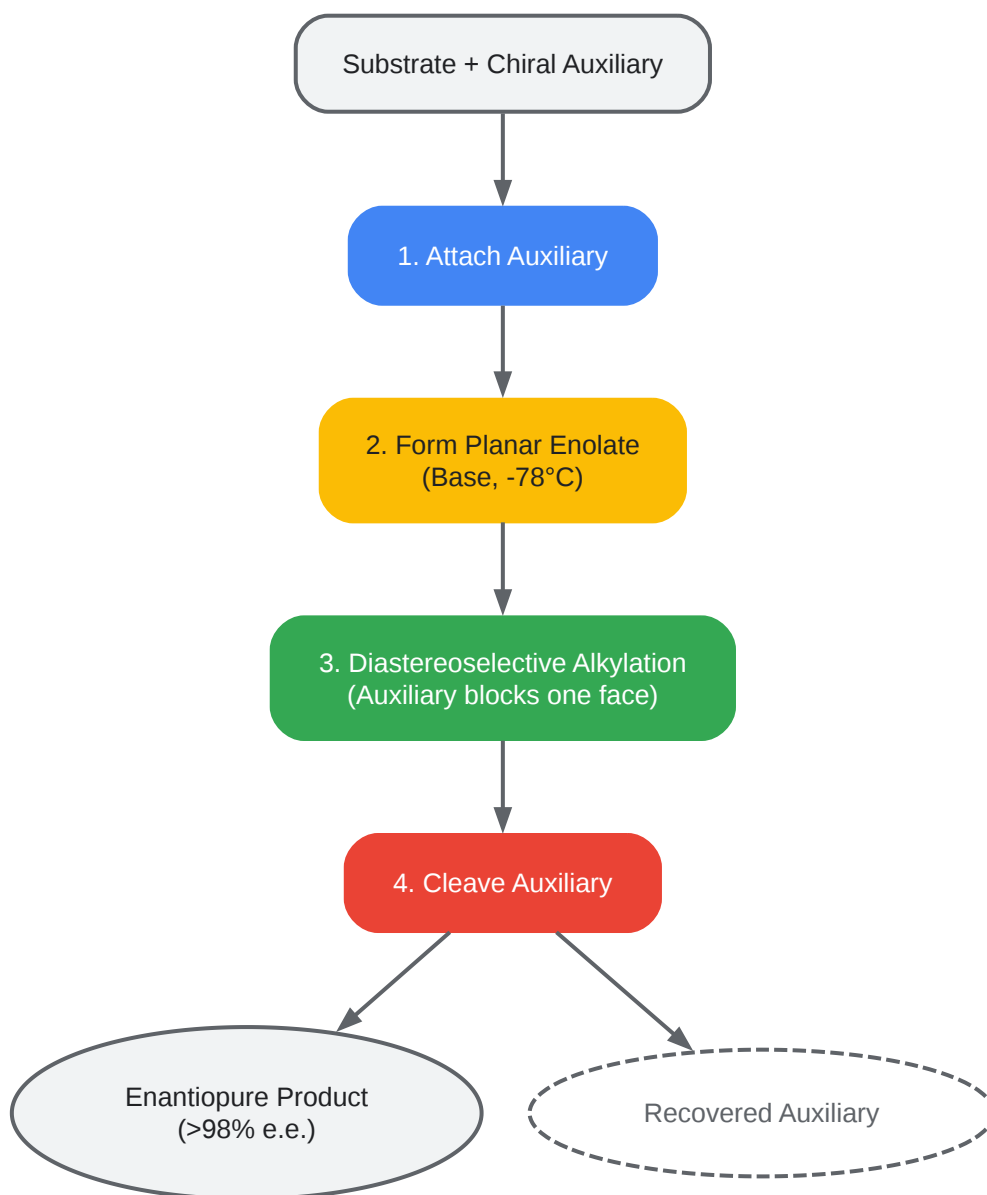 Substrate + Chiral Auxiliary
1. Attach Auxiliary
2. Form Planar Enolate
(Base, -78°C)
3. Diastereoselective Alkylation
(Auxiliary blocks one face)
4. Cleave Auxiliary
Enantiopure Product
(>98% e.e.)
Recovered Auxiliary